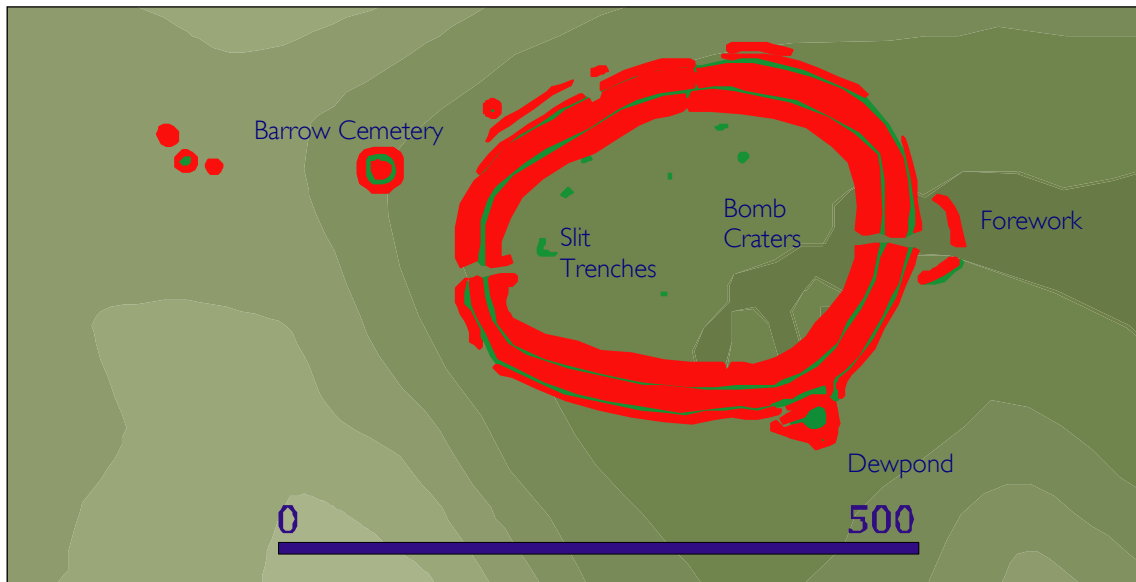 Barrow Cemetery
Bomb
Craters
Forework
Slit
Trenches
Dewpond
0 500